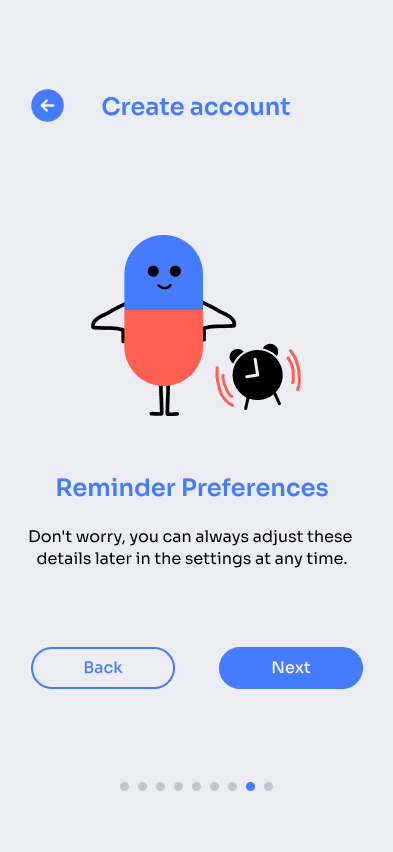 Create account
Reminder Preferences
Don't worry, you can always adjust these
details later in the settings at any time.
Back
Next